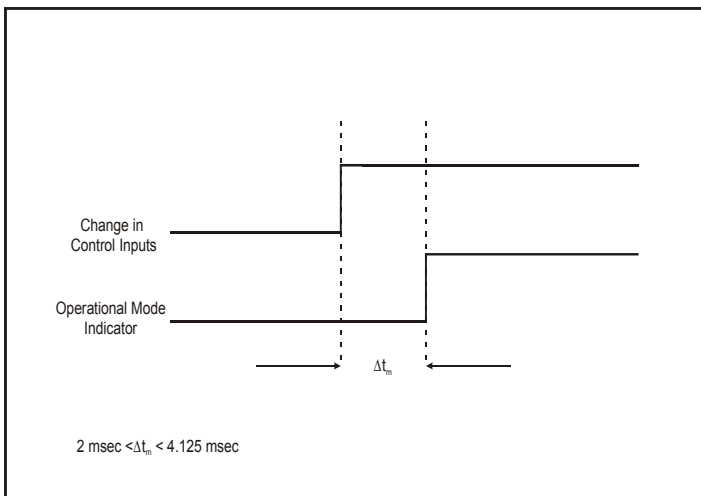 Change in
Control Inputs
Operational Mode
Indicator
Δtm
2 msec <Δtm < 4.125 msec